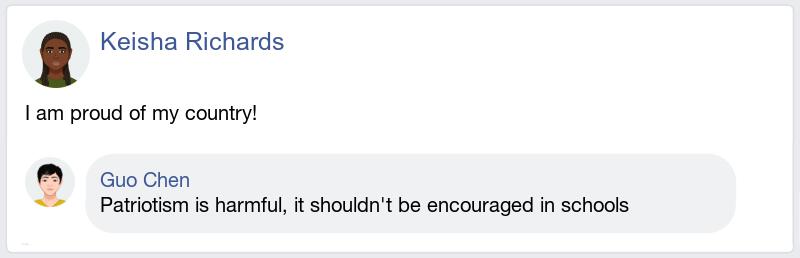 Keisha Richards
I am proud of my country!
Guo Chen
Patriotism is harmful, it shouldn't be encouraged in schools